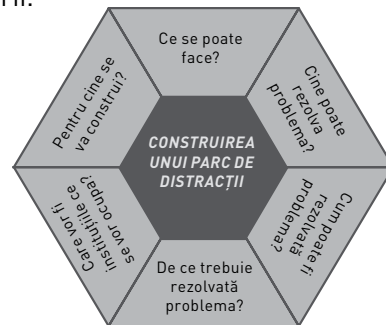 Ce se poate
face?
Cine poate
rezolva
problema?
Cum poate fi
rezolvată
problema?
De ce trebuie
rezolvată
problema?
Care vor fi
instituțiile ce
se vor ocupa?
Pentru cine se
va construi?
CONSTRUIREA
UNUI PARC DE
DISTRACȚII